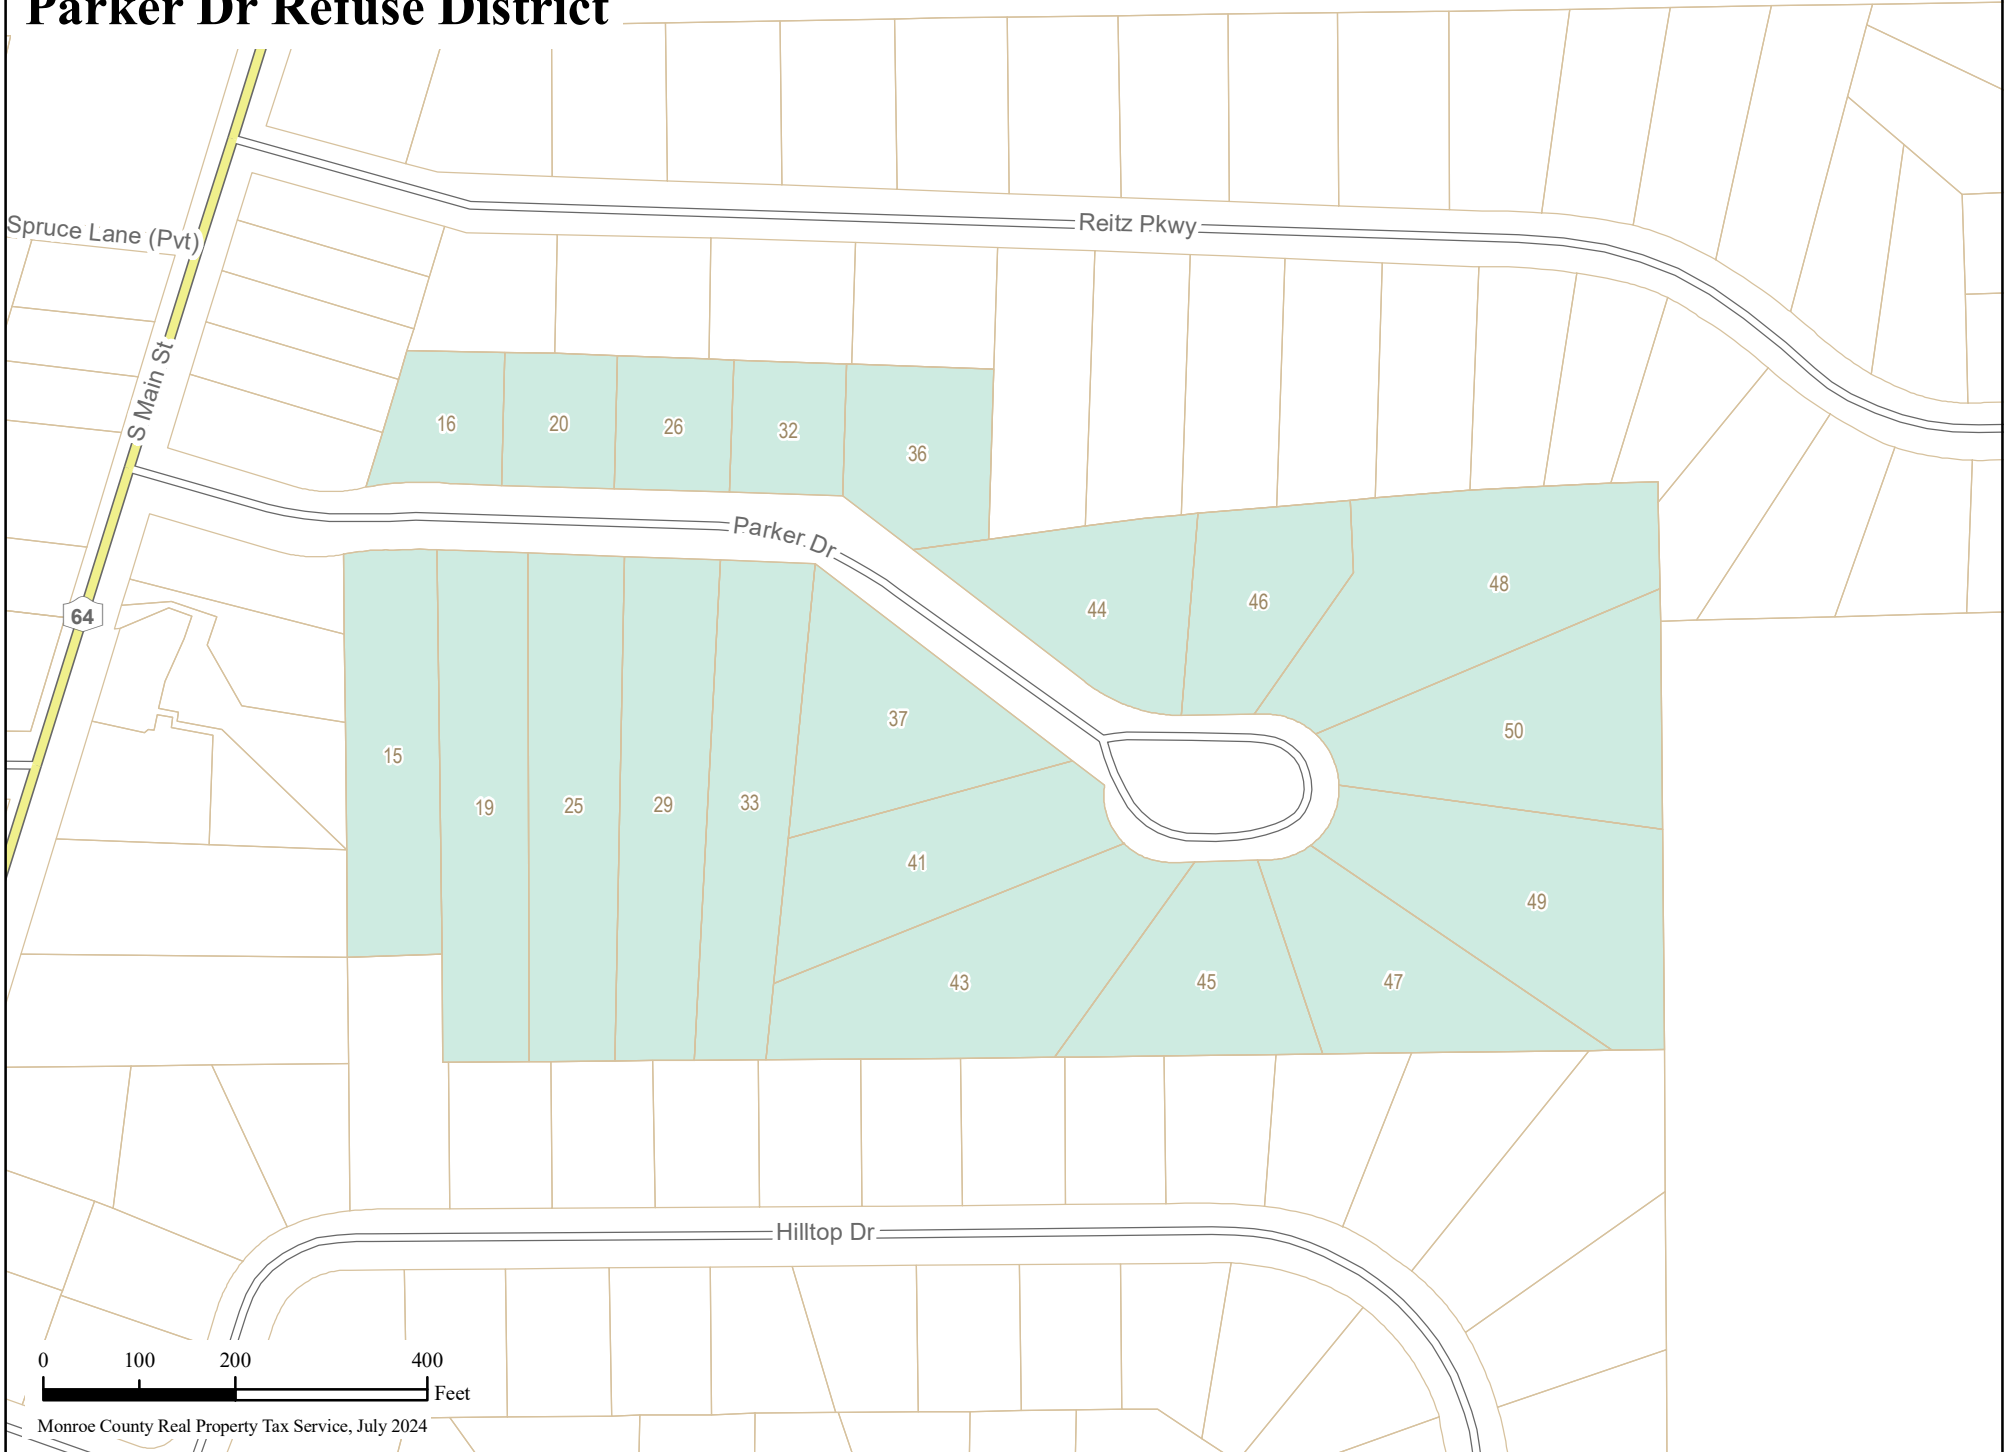 Parker Dr Refuse District
Reitz Pkwy
Spruce Lane (Pvt)
S Main St
16
20
26
32
36
Parker Dr
44
46
48
64
37
50
15
19
25
29
33
41
49
43
45
47
Hilltop Dr
0 100 200 400
Feet
Monroe County Real Property Tax Service, July 2024